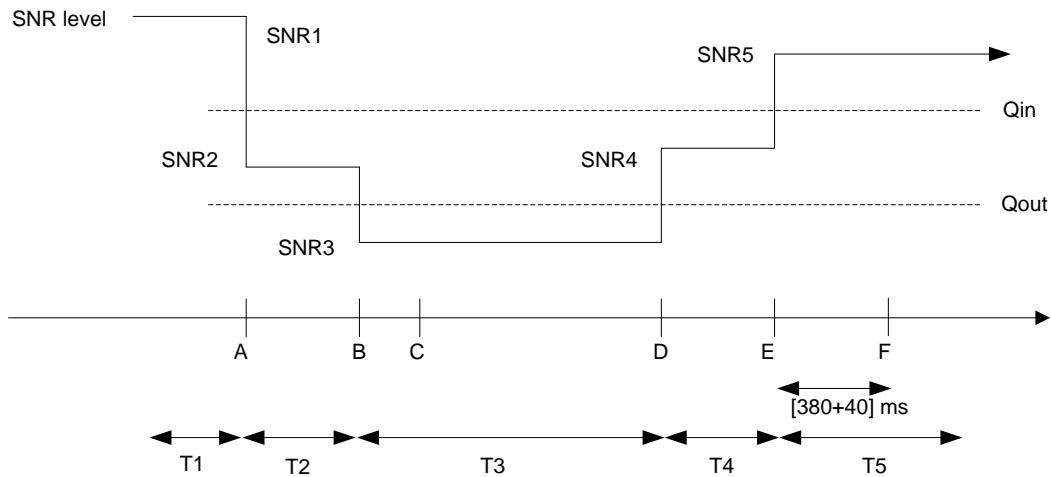 SNR level
SNR1
SNR5
Qin
SNR2
SNR4
Qout
SNR3
A
B
C
D
E
F
[380+40] ms
T1
T2
T3
T4
T5